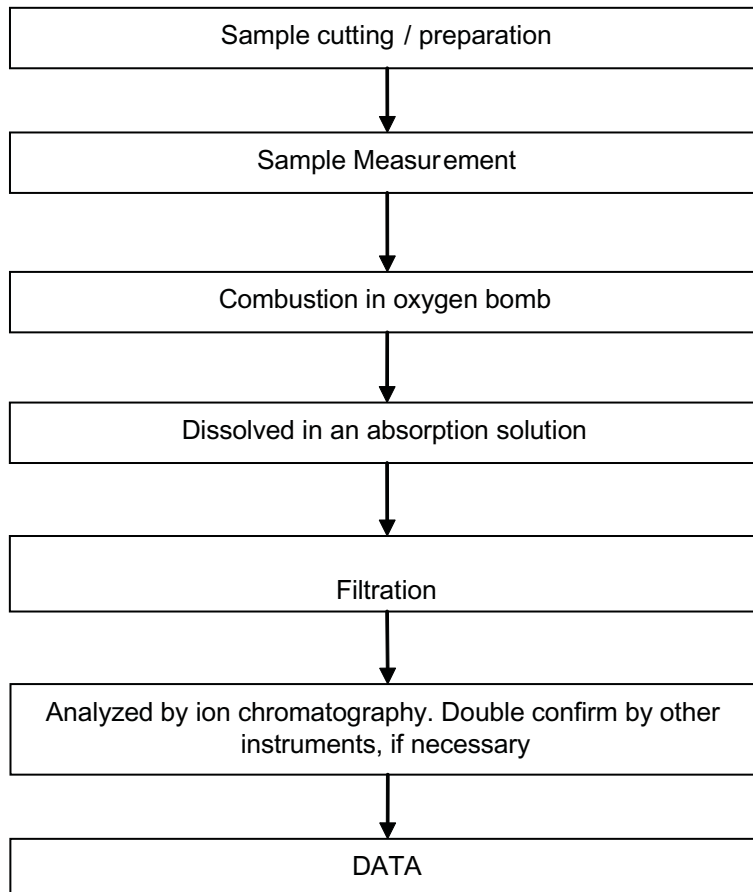 Sample cutting / preparation
Sample Measurement
Combustion in oxygen bomb
Dissolved in an absorption solution
Filtration
Analyzed by ion chromatography. Double confirm by other
instruments, if necessary
DATA